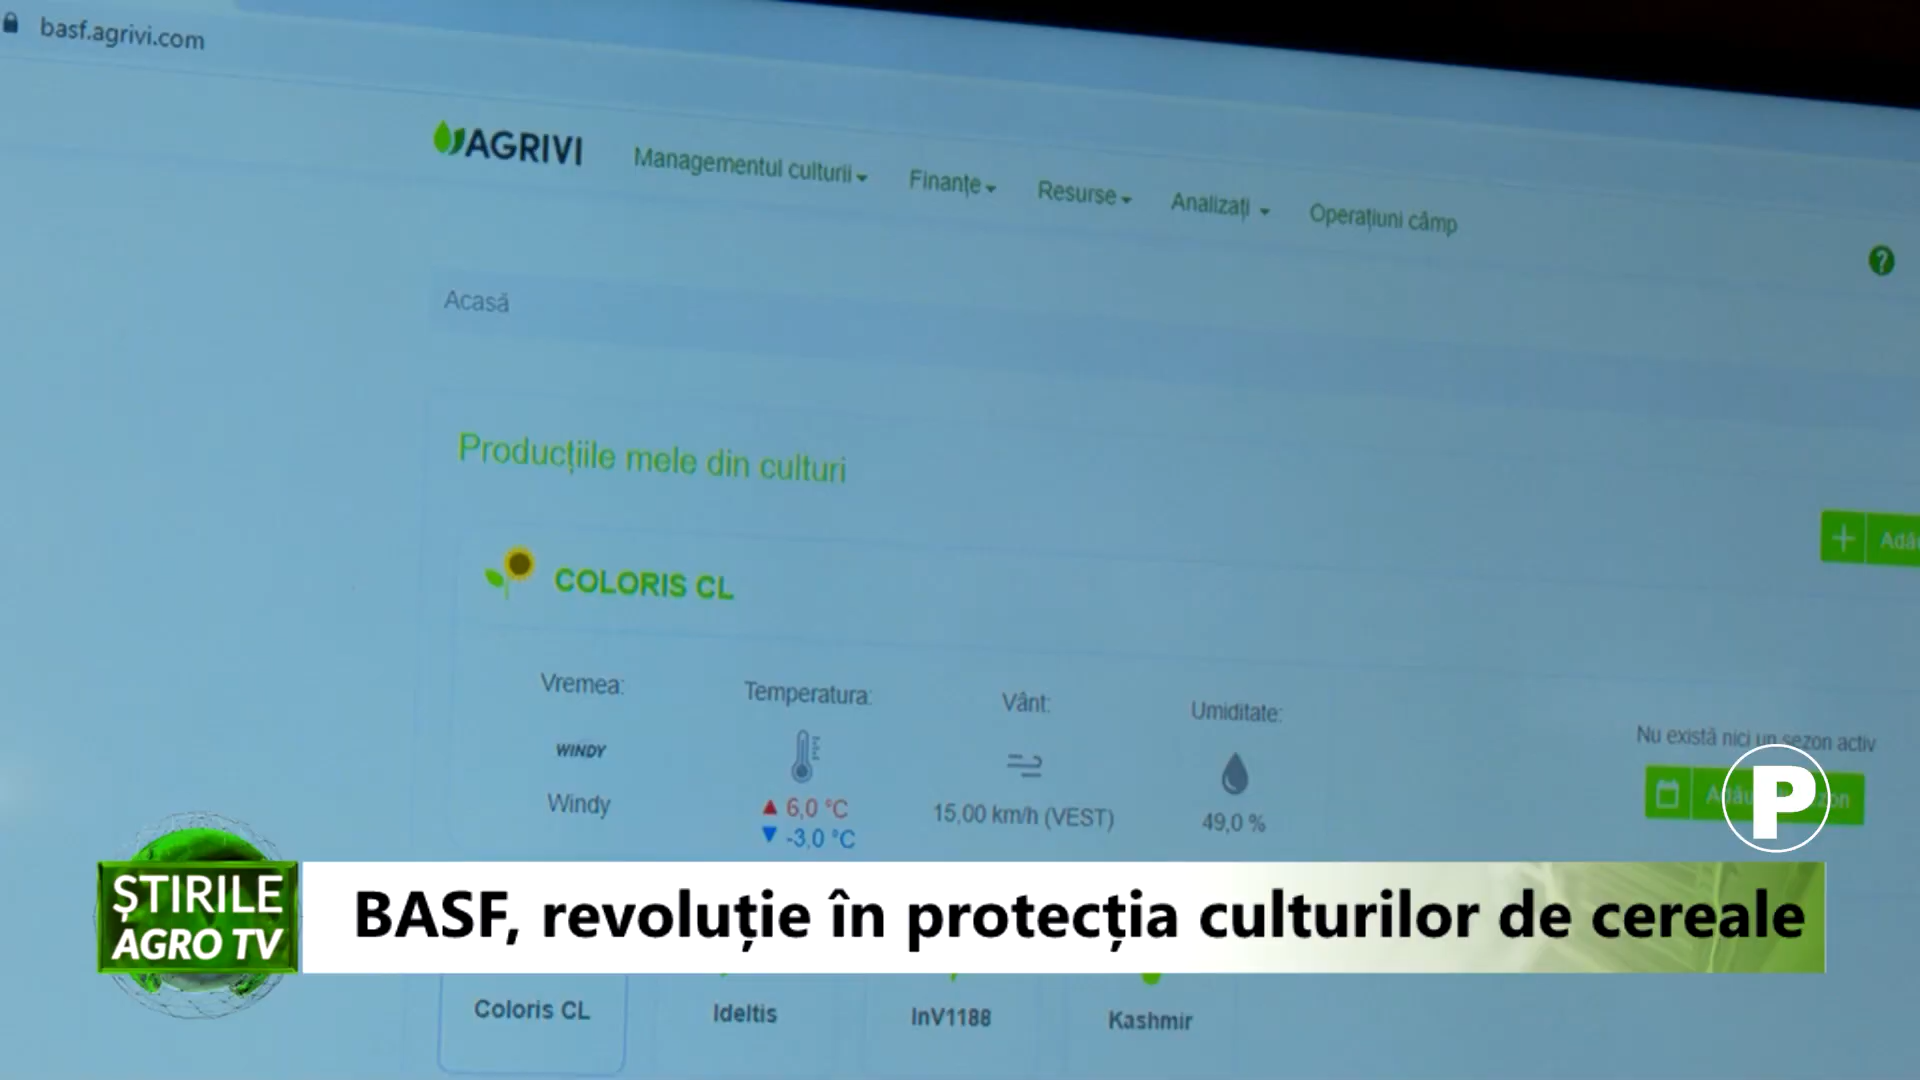 basf.agrivi.com
AGRIVI
Managementul culturii
Finanțe
Resurse
Analizați
Operațiuni câmp
?
Acasă
Producțiile mele din culturi
COLORIS CL
Vremea:
Temperatura:
Vânt:
Umiditate:
WINDY
Windy
6,0 °C
-3,0 °C
15,00 km/h (VEST)
49,0 %
Nu există nici un sezon activ
P
ȘTIRILE
AGRO TV
BASF, revoluție în protecția culturilor de cereale
Coloris CL
Ideltis
InV1188
Kashmir